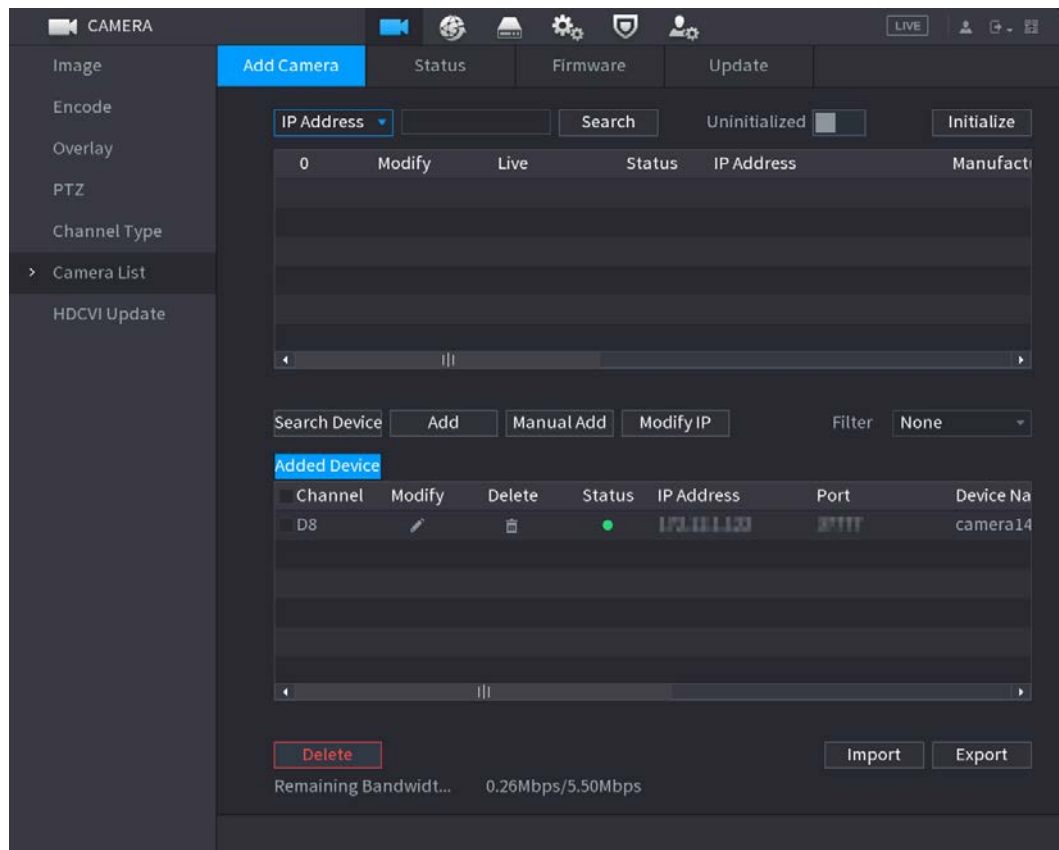 CAMERA
LIVE
Image
Encode
Overlay
PTZ
Channel Type
Camera List
HDCVI Update
Add Camera Status Firmware Update
IP Address Search Uninitialized Initialize
0 Modify Live Status IP Address Manufact
Search Device Add Manual Add Modify IP Filter None
Added Device
Channel Modify Delete Status IP Address Port Device Na
D8 camera14
Delete Import Export
Remaining Bandwidt... 0.26Mbps/5.50Mbps